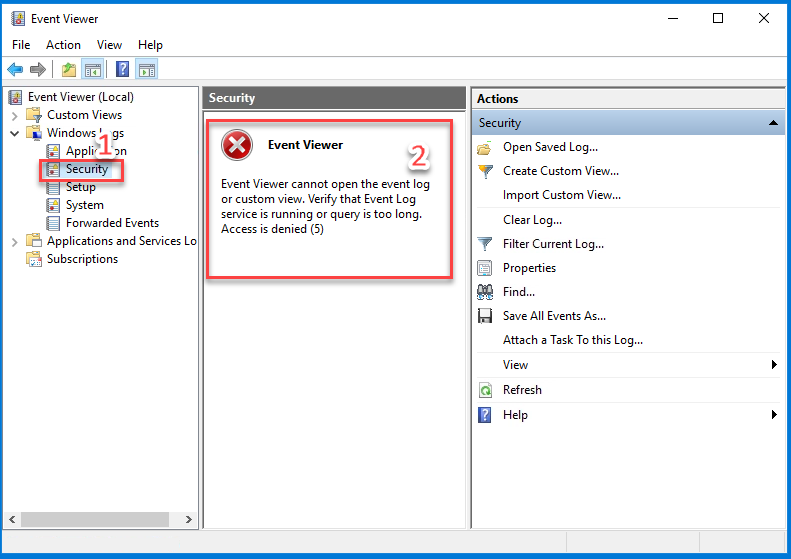 Event Viewer
File Action View Help
Event Viewer (Local)
Custom Views
Windows Logs
Application
Security
Setup
System
Forwarded Events
Applications and Services Lo
Subscriptions
1
Security
Event Viewer
2
Event Viewer cannot open the event log
or custom view. Verify that Event Log
service is running or query is too long.
Access is denied (5)
Actions
Security
Open Saved Log...
Create Custom View...
Import Custom View...
Clear Log...
Filter Current Log...
Properties
Find...
Save All Events As...
Attach a Task To this Log...
View
Refresh
Help